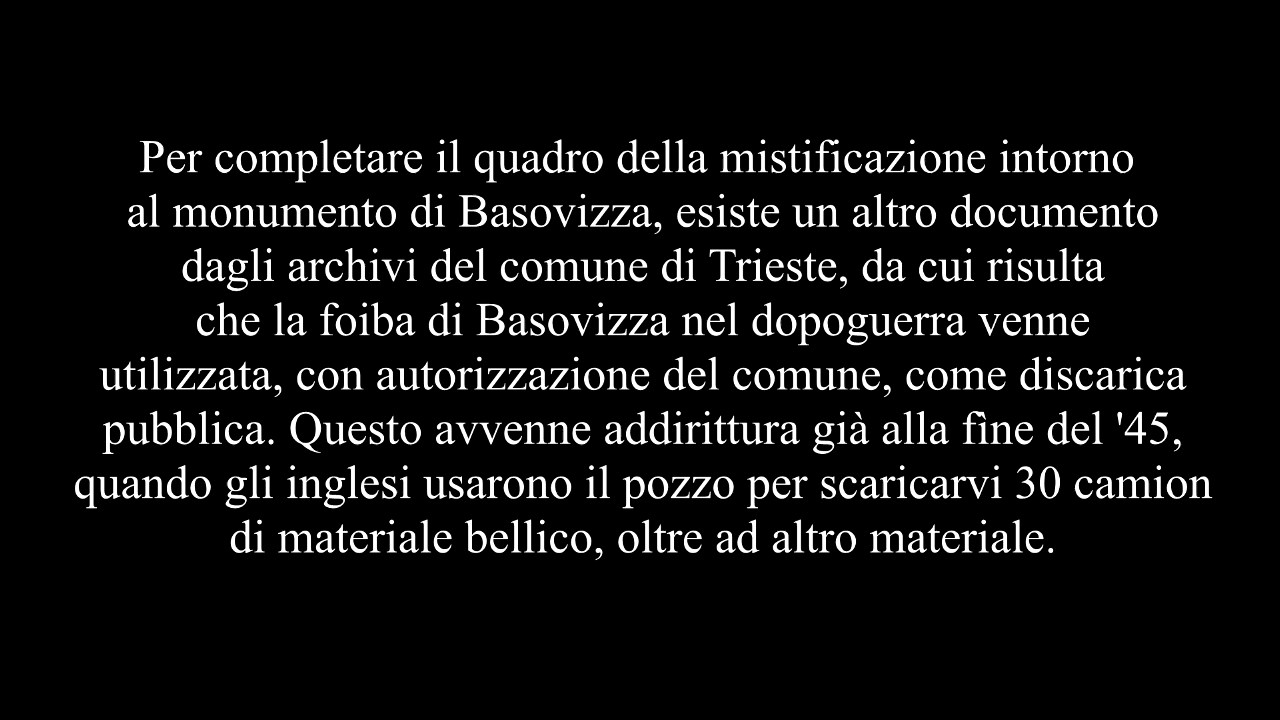 Per completare il quadro della mistificazione intorno
al monumento di Basovizza, esiste un altro documento
dagli archivi del comune di Trieste, da cui risulta
che la foiba di Basovizza nel dopoguerra venne
utilizzata, con autorizzazione del comune, come discarica
pubblica. Questo avvenne addirittura già alla fine del '45,
quando gli inglesi usarono il pozzo per scaricarvi 30 camion
di materiale bellico, oltre ad altro materiale.